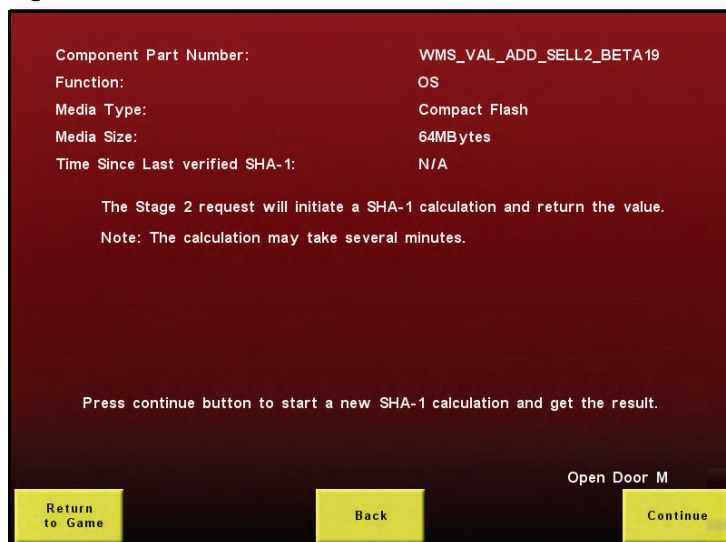 Component Part Number: WMS_VAL_ADD_SELL2_BETA19
Function: OS
Media Type: Compact Flash
Media Size: 64MBytes
Time Since Last verified SHA-1: N/A
The Stage 2 request will initiate a SHA-1 calculation and return the value.
Note: The calculation may take several minutes.
Press continue button to start a new SHA-1 calculation and get the result.
Open Door M
Return
to Game
Back
Continue